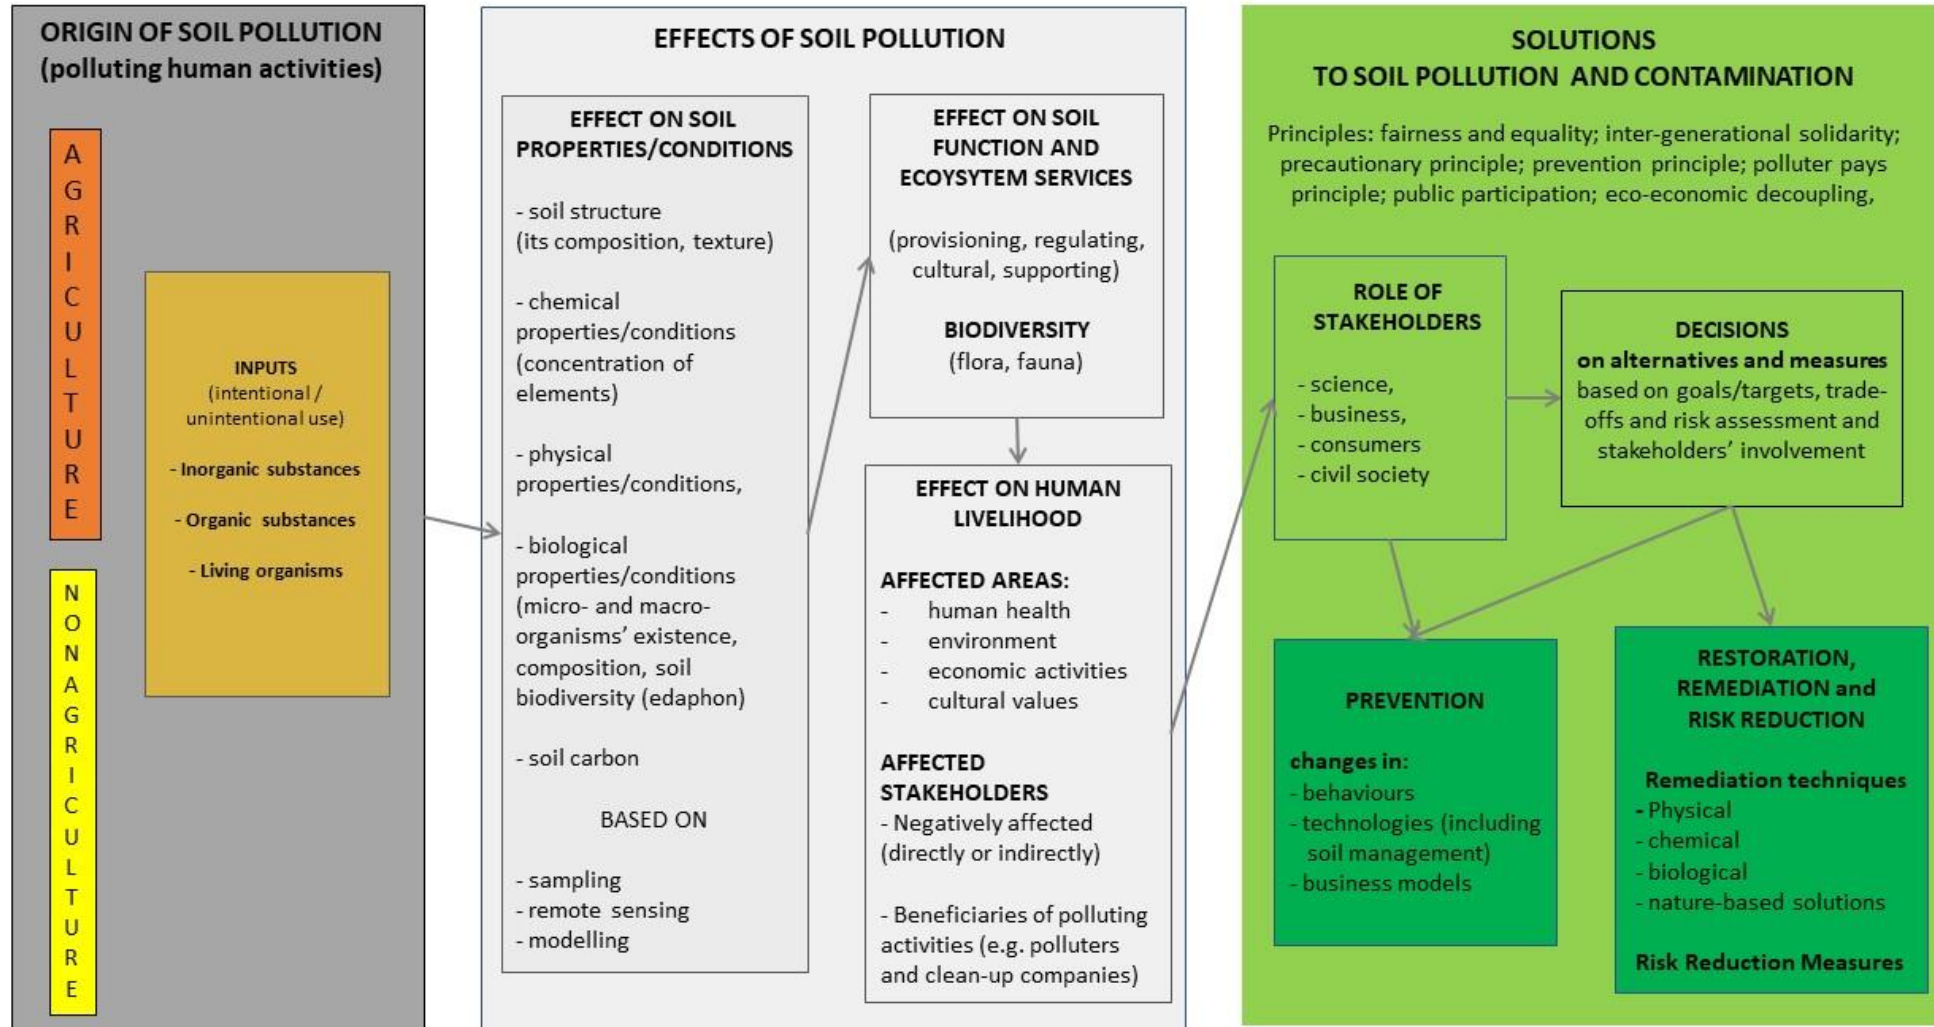 ORIGIN OF SOIL POLLUTION
(polluting human activities)
AGRICULTURE
NON AGRICULTURE
INPUTS
(intentional /
unintentional use)
- Inorganic substances
- Organic substances
- Living organisms
EFFECTS OF SOIL POLLUTION
EFFECT ON SOIL
PROPERTIES/CONDITIONS
- soil structure
(its composition, texture)
- chemical
properties/conditions
(concentration of
elements)
- physical
properties/conditions,
- biological
properties/conditions
(micro- and macro-
organisms’ existence,
composition, soil
biodiversity (edaphon)
- soil carbon
BASED ON
- sampling
- remote sensing
- modelling
EFFECT ON SOIL
FUNCTION AND
ECOYSYTEM SERVICES
(provisioning, regulating,
cultural, supporting)
BIODIVERSITY
(flora, fauna)
EFFECT ON HUMAN
LIVELIHOOD
AFFECTED AREAS:
- human health
- environment
- economic activities
- cultural values
AFFECTED
STAKEHOLDERS
- Negatively affected
(directly or indirectly)
- Beneficiaries of polluting
activities (e.g. polluters
and clean-up companies)
SOLUTIONS
TO SOIL POLLUTION AND CONTAMINATION
Principles: fairness and equality; inter-generational solidarity;
precautionary principle; prevention principle; polluter pays
principle; public participation; eco-economic decoupling,
ROLE OF
STAKEHOLDERS
- science,
- business,
- consumers
- civil society
DECISIONS
on alternatives and measures
based on goals/targets, trade-
offs and risk assessment and
stakeholders’ involvement
PREVENTION
changes in:
- behaviours
- technologies (including
soil management)
- business models
RESTORATION,
REMEDIATION and
RISK REDUCTION
Remediation techniques
- Physical
- chemical
- biological
- nature-based solutions
Risk Reduction Measures